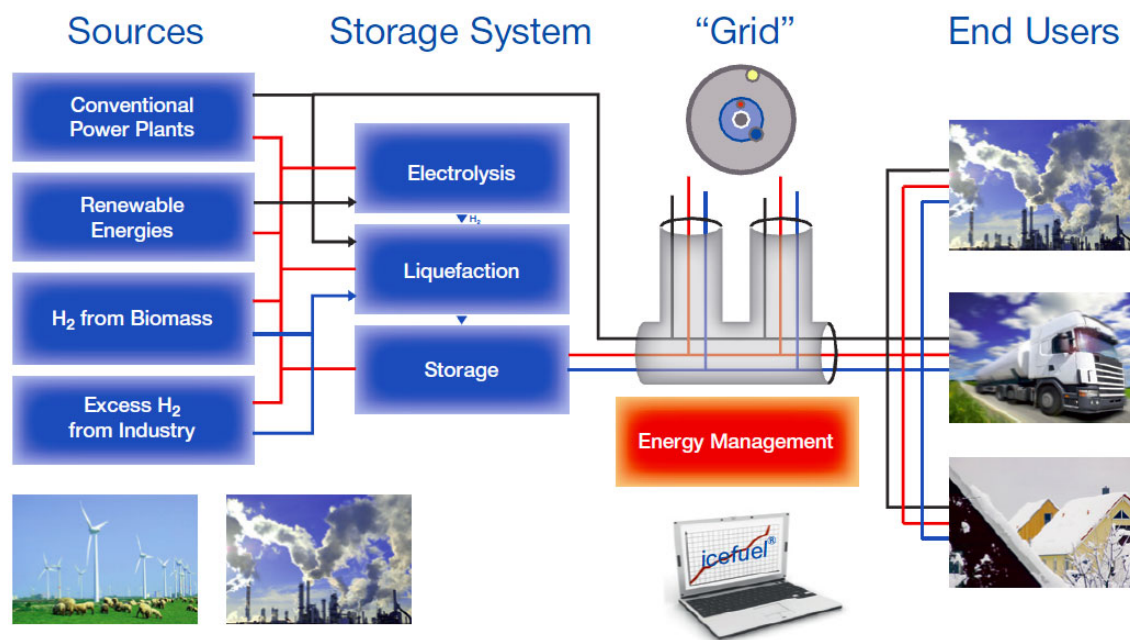 Sources
Storage System
“Grid”
End Users
Conventional
Power Plants
Renewable
Energies
H₂ from Biomass
Excess H₂
from Industry
Electrolysis
H₂
Liquefaction
Storage
Energy Management
icefuel®